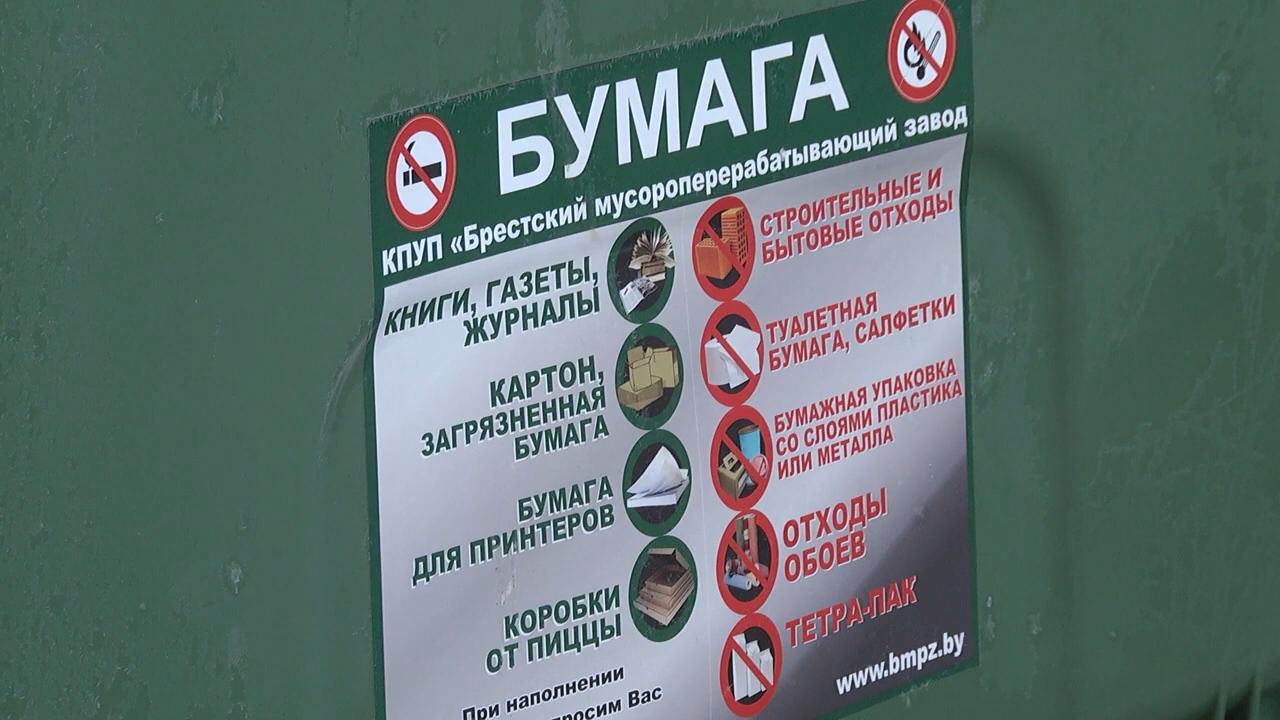 БУМАГА
КПУП «Брестский мусороперерабатывающий завод
КНИГИ, ГАЗЕТЫ,
ЖУРНАЛЫ
КАРТОН,
ЗАГРЯЗНЕННАЯ
БУМАГА
БУМАГА
ДЛЯ ПРИНТЕРОВ
КОРОБКИ
ОТ ПИЦЦЫ
При наполнении
просим Вас
СТРОИТЕЛЬНЫЕ И
БЫТОВЫЕ ОТХОДЫ
ТУАЛЕТНАЯ
БУМАГА, САЛФЕТКИ
БУМАЖНАЯ УПАКОВКА
СО СЛОЯМИ ПЛАСТИКА
ИЛИ МЕТАЛЛА
ОТХОДЫ
ОБОЕВ
ТЕТРА-ПАК
www.bmpz.by